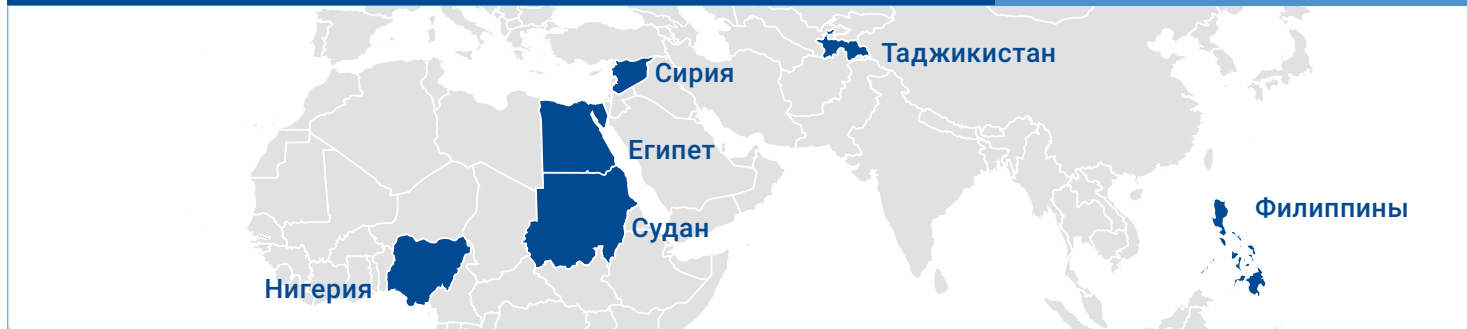 Таджикистан
Сирия
Египет
Филиппины
Судан
Нигерия